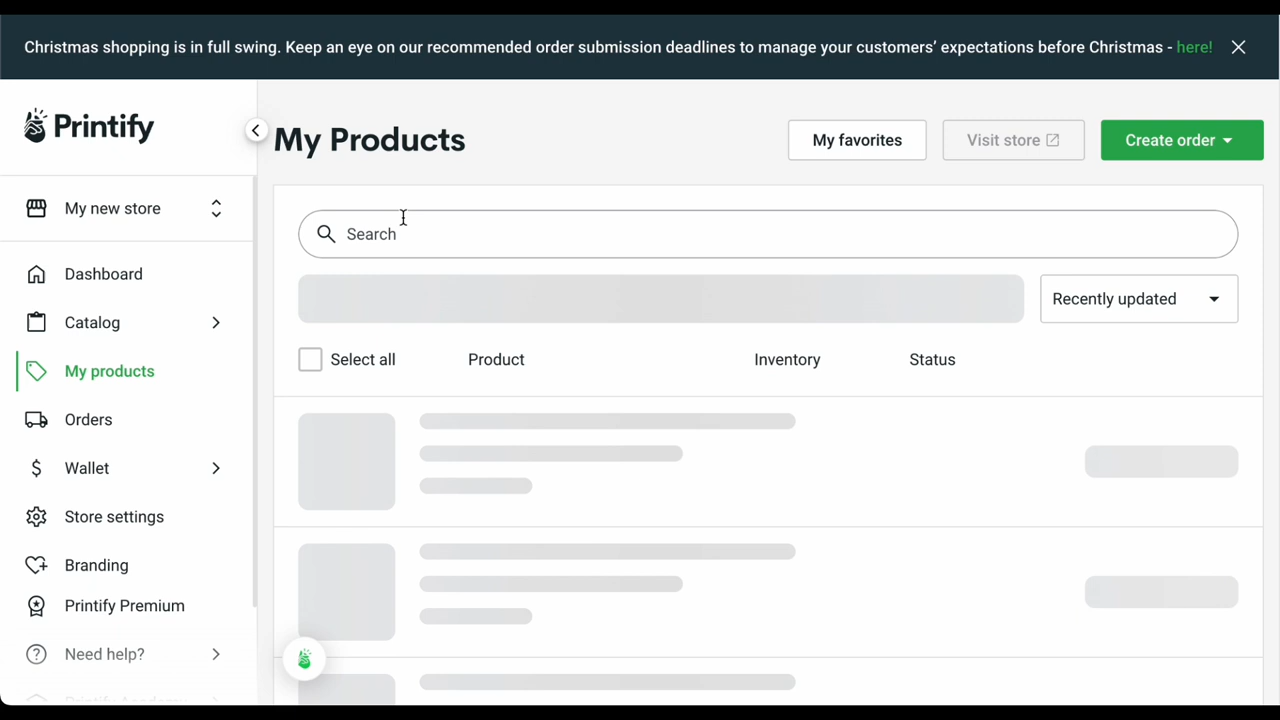 Christmas shopping is in full swing. Keep an eye on our recommended order submission deadlines to manage your customers’ expectations before Christmas - here!
Printify
My Products
My favorites
Visit store
Create order
My new store
Search
Dashboard
Recently updated
Catalog
Select all
Product
Inventory
Status
My products
Orders
Wallet
Store settings
Branding
Printify Premium
Need help?